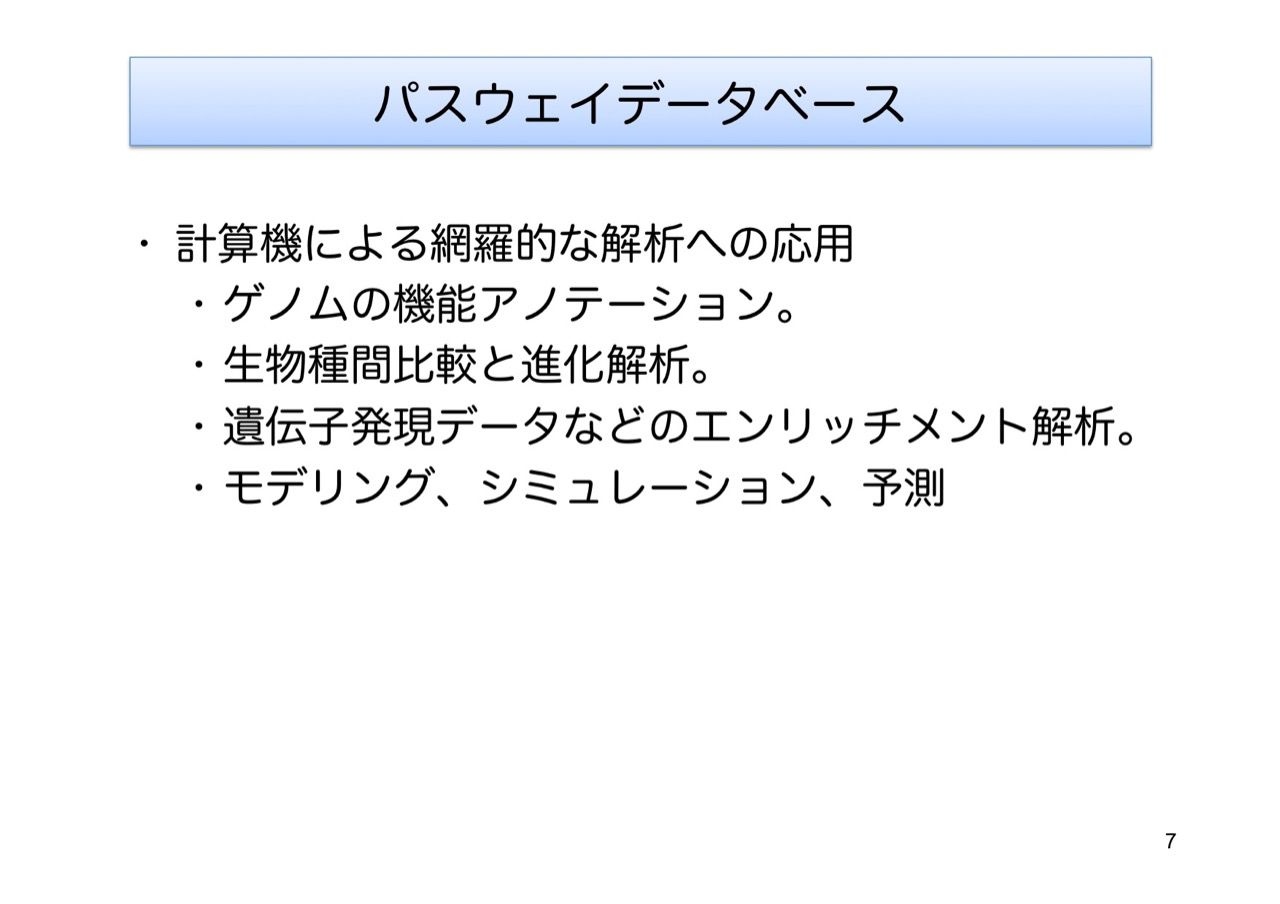 パスウェイデータベース
・ 計算機による網羅的な解析への応用
・ゲノムの機能アノテーション。
・生物種間比較と進化解析。
・遺伝子発現データなどのエンリッチメント解析。
・モデリング、シミュレーション、予測
7